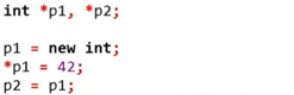 int *p1, *p2;
p1 = new int;
*p1 = 42;
p2 = p1;